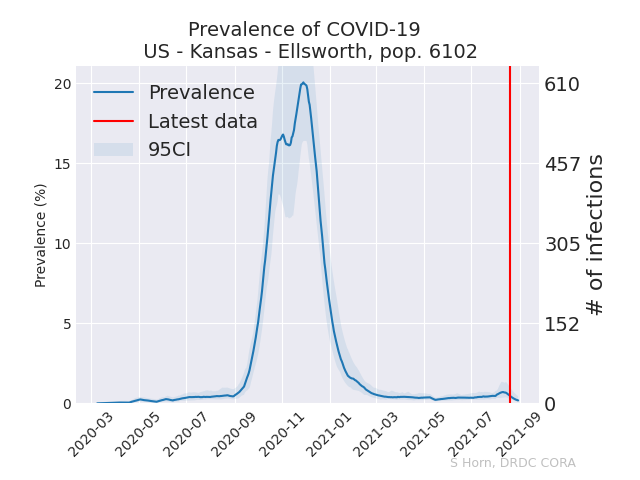 Prevalence of COVID-19
US - Kansas - Ellsworth, pop. 6102
Prevalence
Latest data
95CI
Prevalence (%)
20
15
10
5
0
610
457
305
152
0
# of infections
2020-03
2020-05
2020-07
2020-09
2020-11
2021-01
2021-03
2021-05
2021-07
2021-09
S Horn, DRDC CORA